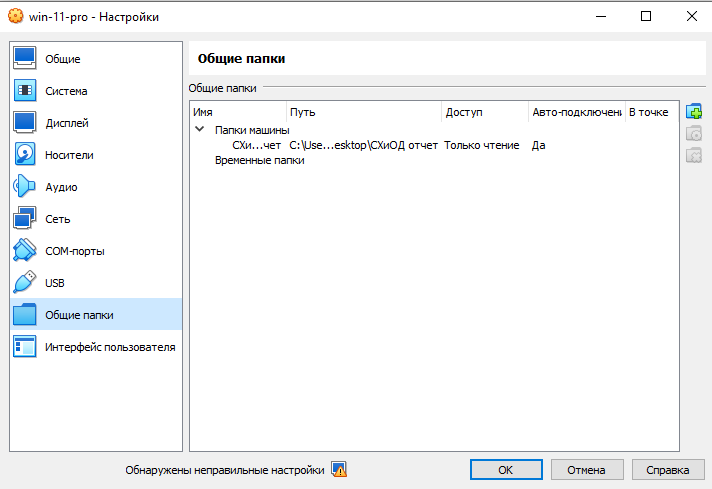 win-11-pro - Настройки
Общие
Система
Дисплей
Носители
Аудио
Сеть
COM-порты
USB
Общие папки
Интерфейс пользователя
Общие папки
Общие папки
Имя Путь Доступ Авто-подключени В точке
Папки машины
СХи...чет C:\Use...esktop\СХиОД отчет Только чтение Да
Временные папки
Обнаружены неправильные настройки
OK Отмена Справка